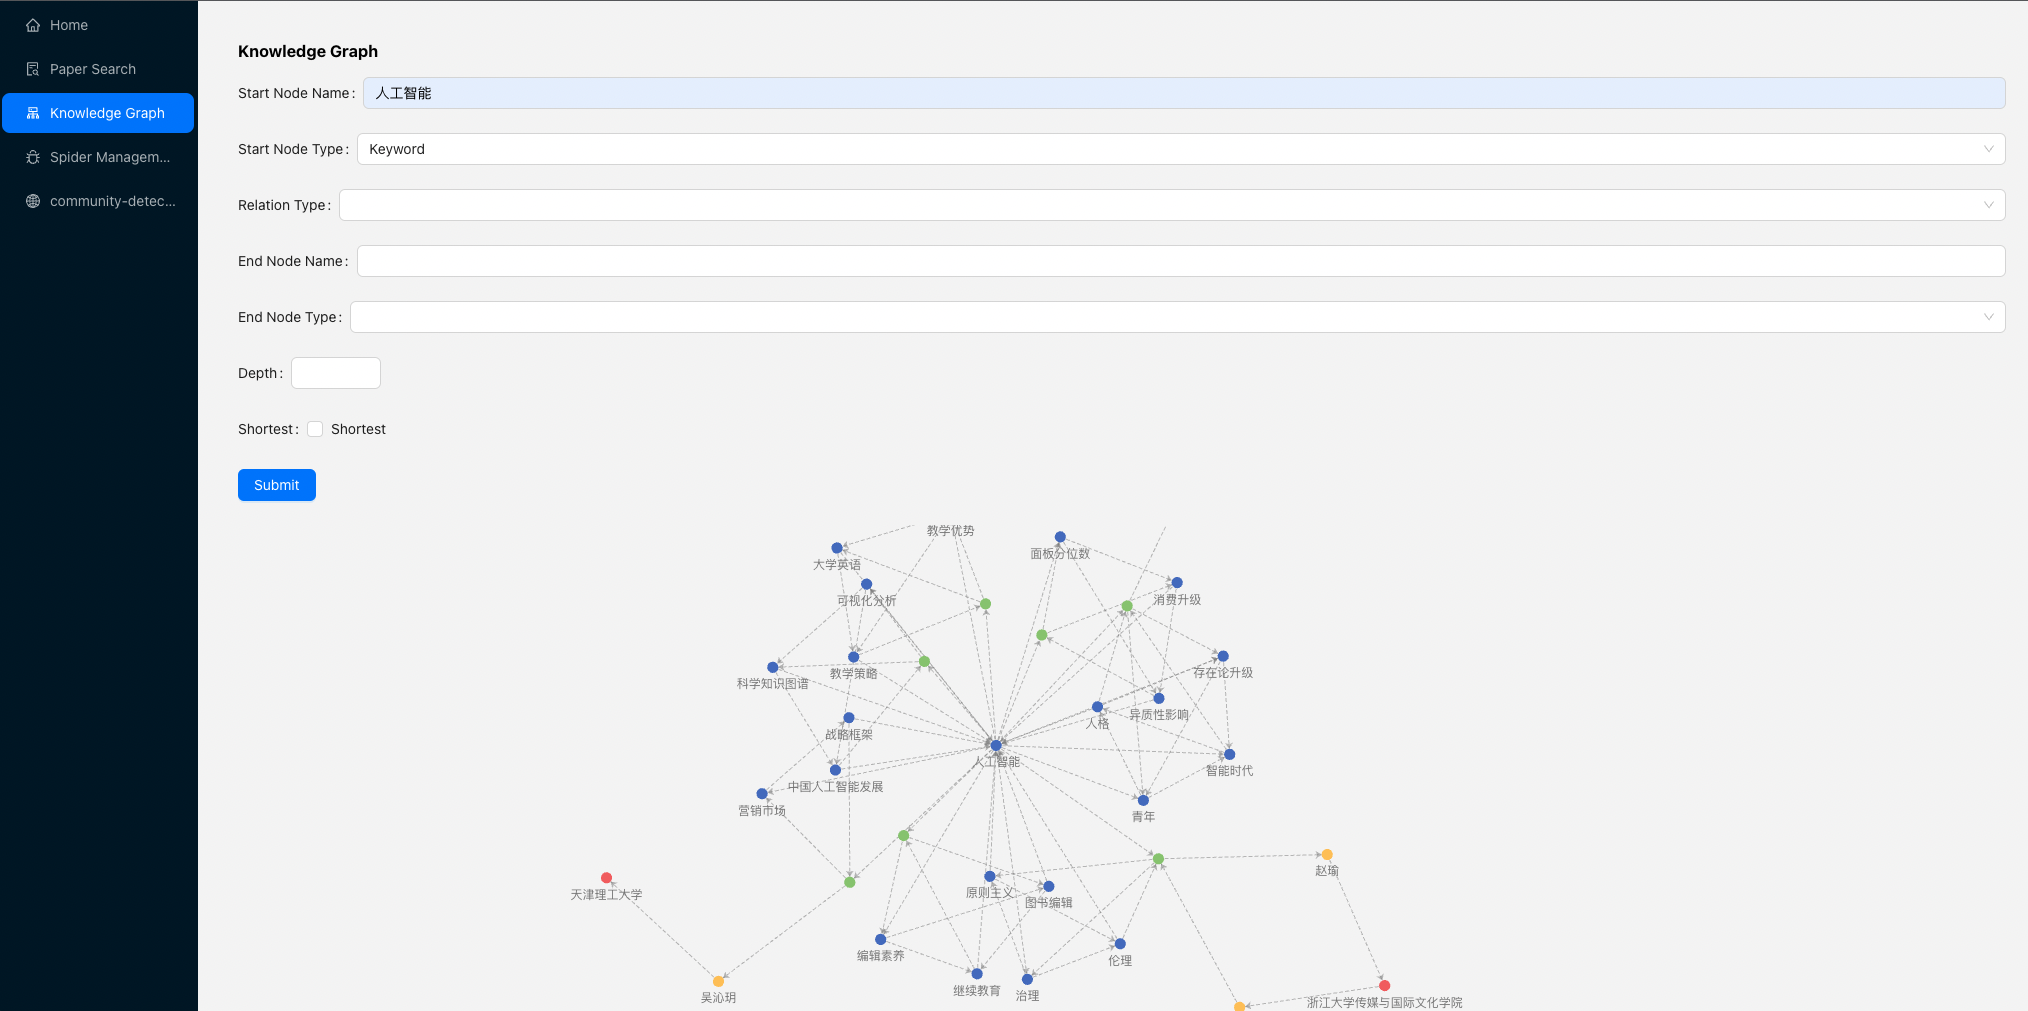 Home
Paper Search
Knowledge Graph
Spider Managem...
community-detec...
Knowledge Graph
Start Node Name: 人工智能
Start Node Type: Keyword
Relation Type:
End Node Name:
End Node Type:
Depth:
Shortest: Shortest
Submit
教学优势
面板分位数
大学英语
可视化分析
消费升级
教学策略
科学知识图谱
存在论升级
人格
异质性影响
战略框架
人工智能
智能时代
中国人工智能发展
营销市场
青年
赵瑜
天津理工大学
原则主义
图书编辑
编辑素养
伦理
继续教育
治理
吴沁玥
浙江大学传媒与国际文化学院